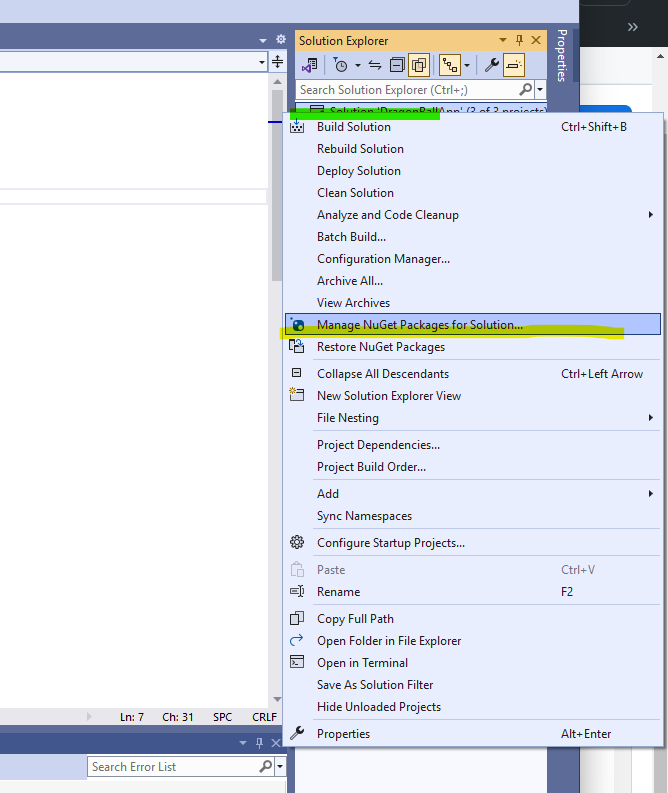 Solution Explorer
Properties
Search Solution Explorer (Ctrl+;)
Solution 'DragonBallApp' (3 of 3 projects)
Build Solution Ctrl+Shift+B
Rebuild Solution
Deploy Solution
Clean Solution
Analyze and Code Cleanup
Batch Build...
Configuration Manager...
Archive All...
View Archives
Manage NuGet Packages for Solution...
Restore NuGet Packages
Collapse All Descendants Ctrl+Left Arrow
New Solution Explorer View
File Nesting
Project Dependencies...
Project Build Order...
Add
Sync Namespaces
Configure Startup Projects...
Paste Ctrl+V
Rename F2
Copy Full Path
Open Folder in File Explorer
Open in Terminal
Save As Solution Filter
Hide Unloaded Projects
Properties Alt+Enter
Ln: 7 Ch: 31 SPC CRLF
Search Error List